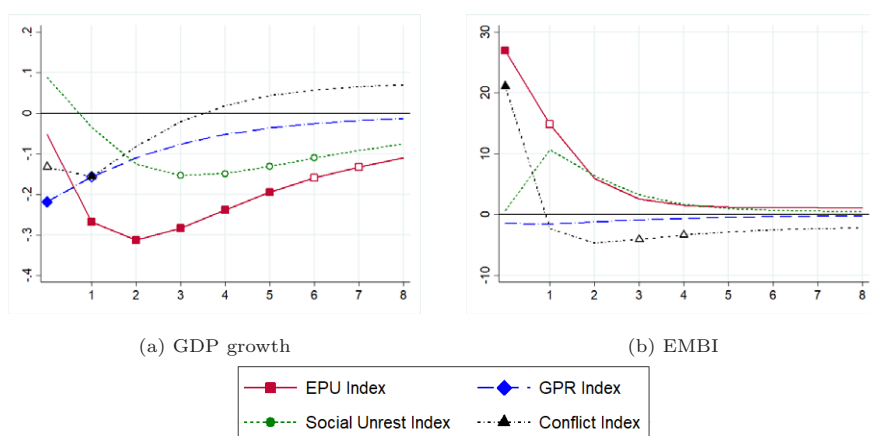 .2 30
.1 20
0 10
-.1 0
-.2 -10
-.3
-.4
1 2 3 4 5 6 7 8 1 2 3 4 5 6 7 8
(a) GDP growth (b) EMBI
EPU Index GPR Index
Social Unrest Index Conflict Index